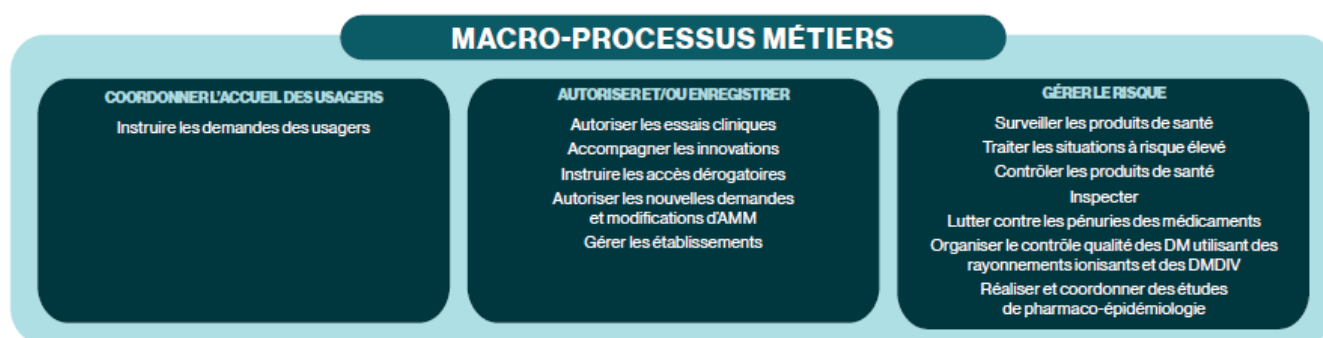 MACRO-PROCESSUS MÉTIERS
COORDONNER L'ACCUEIL DES USAGERS
Instruire les demandes des usagers
AUTORISER ET/OU ENREGISTRER
Autoriser les essais cliniques
Accompagner les innovations
Instruire les accès dérogatoires
Autoriser les nouvelles demandes
et modifications d'AMM
Gérer les établissements
GÉRER LE RISQUE
Surveiller les produits de santé
Traiter les situations à risque élevé
Contrôler les produits de santé
Inspecter
Lutter contre les pénuries des médicaments
Organiser le contrôle qualité des DM utilisant des
rayonnements ionisants et des DMDIV
Réaliser et coordonner des études
de pharmaco-épidémiologie